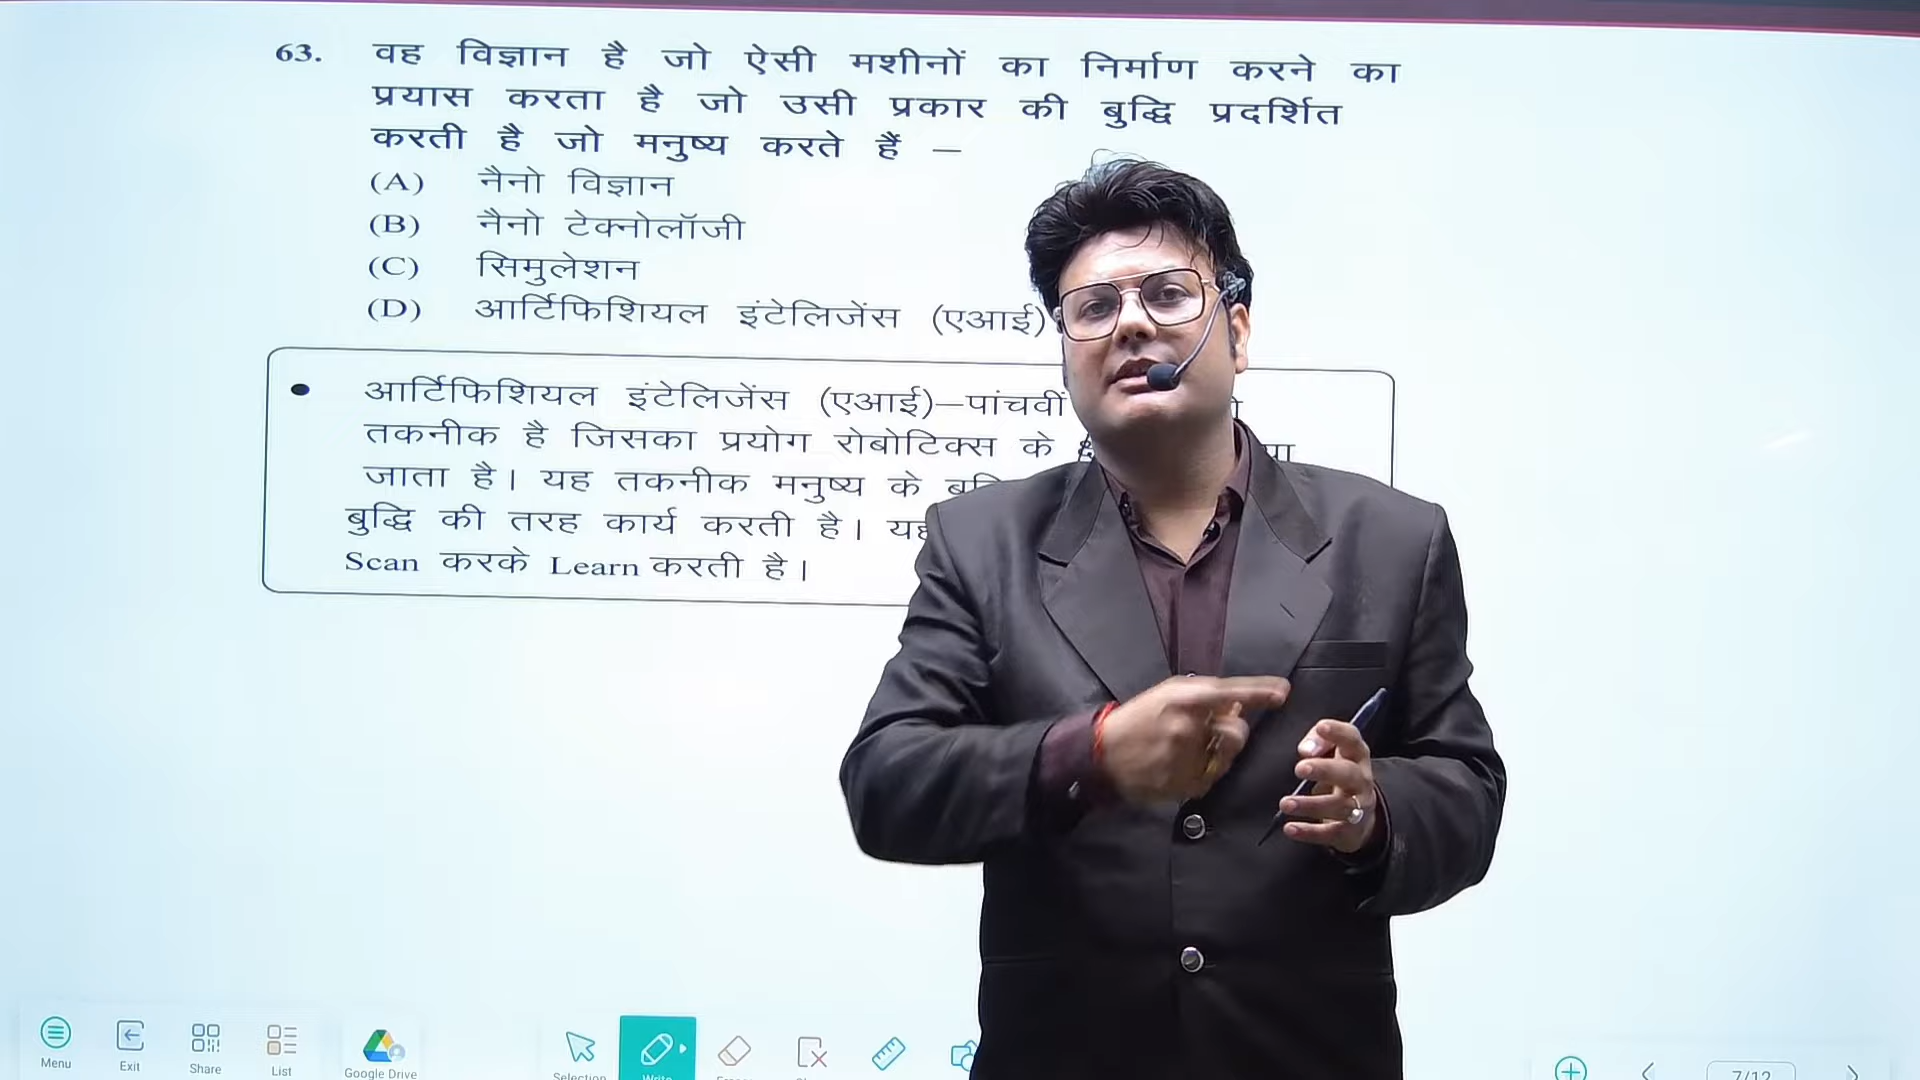 63. वह विज्ञान है जो ऐसी मशीनों का निर्माण करने का
प्रयास करता है जो उसी प्रकार की बुद्धि प्रदर्शित
करती है जो मनुष्य करते हैं –
(A) नैनो विज्ञान
(B) नैनो टेक्नोलॉजी
(C) सिमुलेशन
(D) आर्टिफिशियल इंटेलिजेंस (एआई)
• आर्टिफिशियल इंटेलिजेंस (एआई)–पांचवीं
तकनीक है जिसका प्रयोग रोबोटिक्स के
जाता है। यह तकनीक मनुष्य के
बुद्धि की तरह कार्य करती है।
Scan करके Learn करती है।
Menu
Exit
Share
List
Google Drive
Selection
7/12